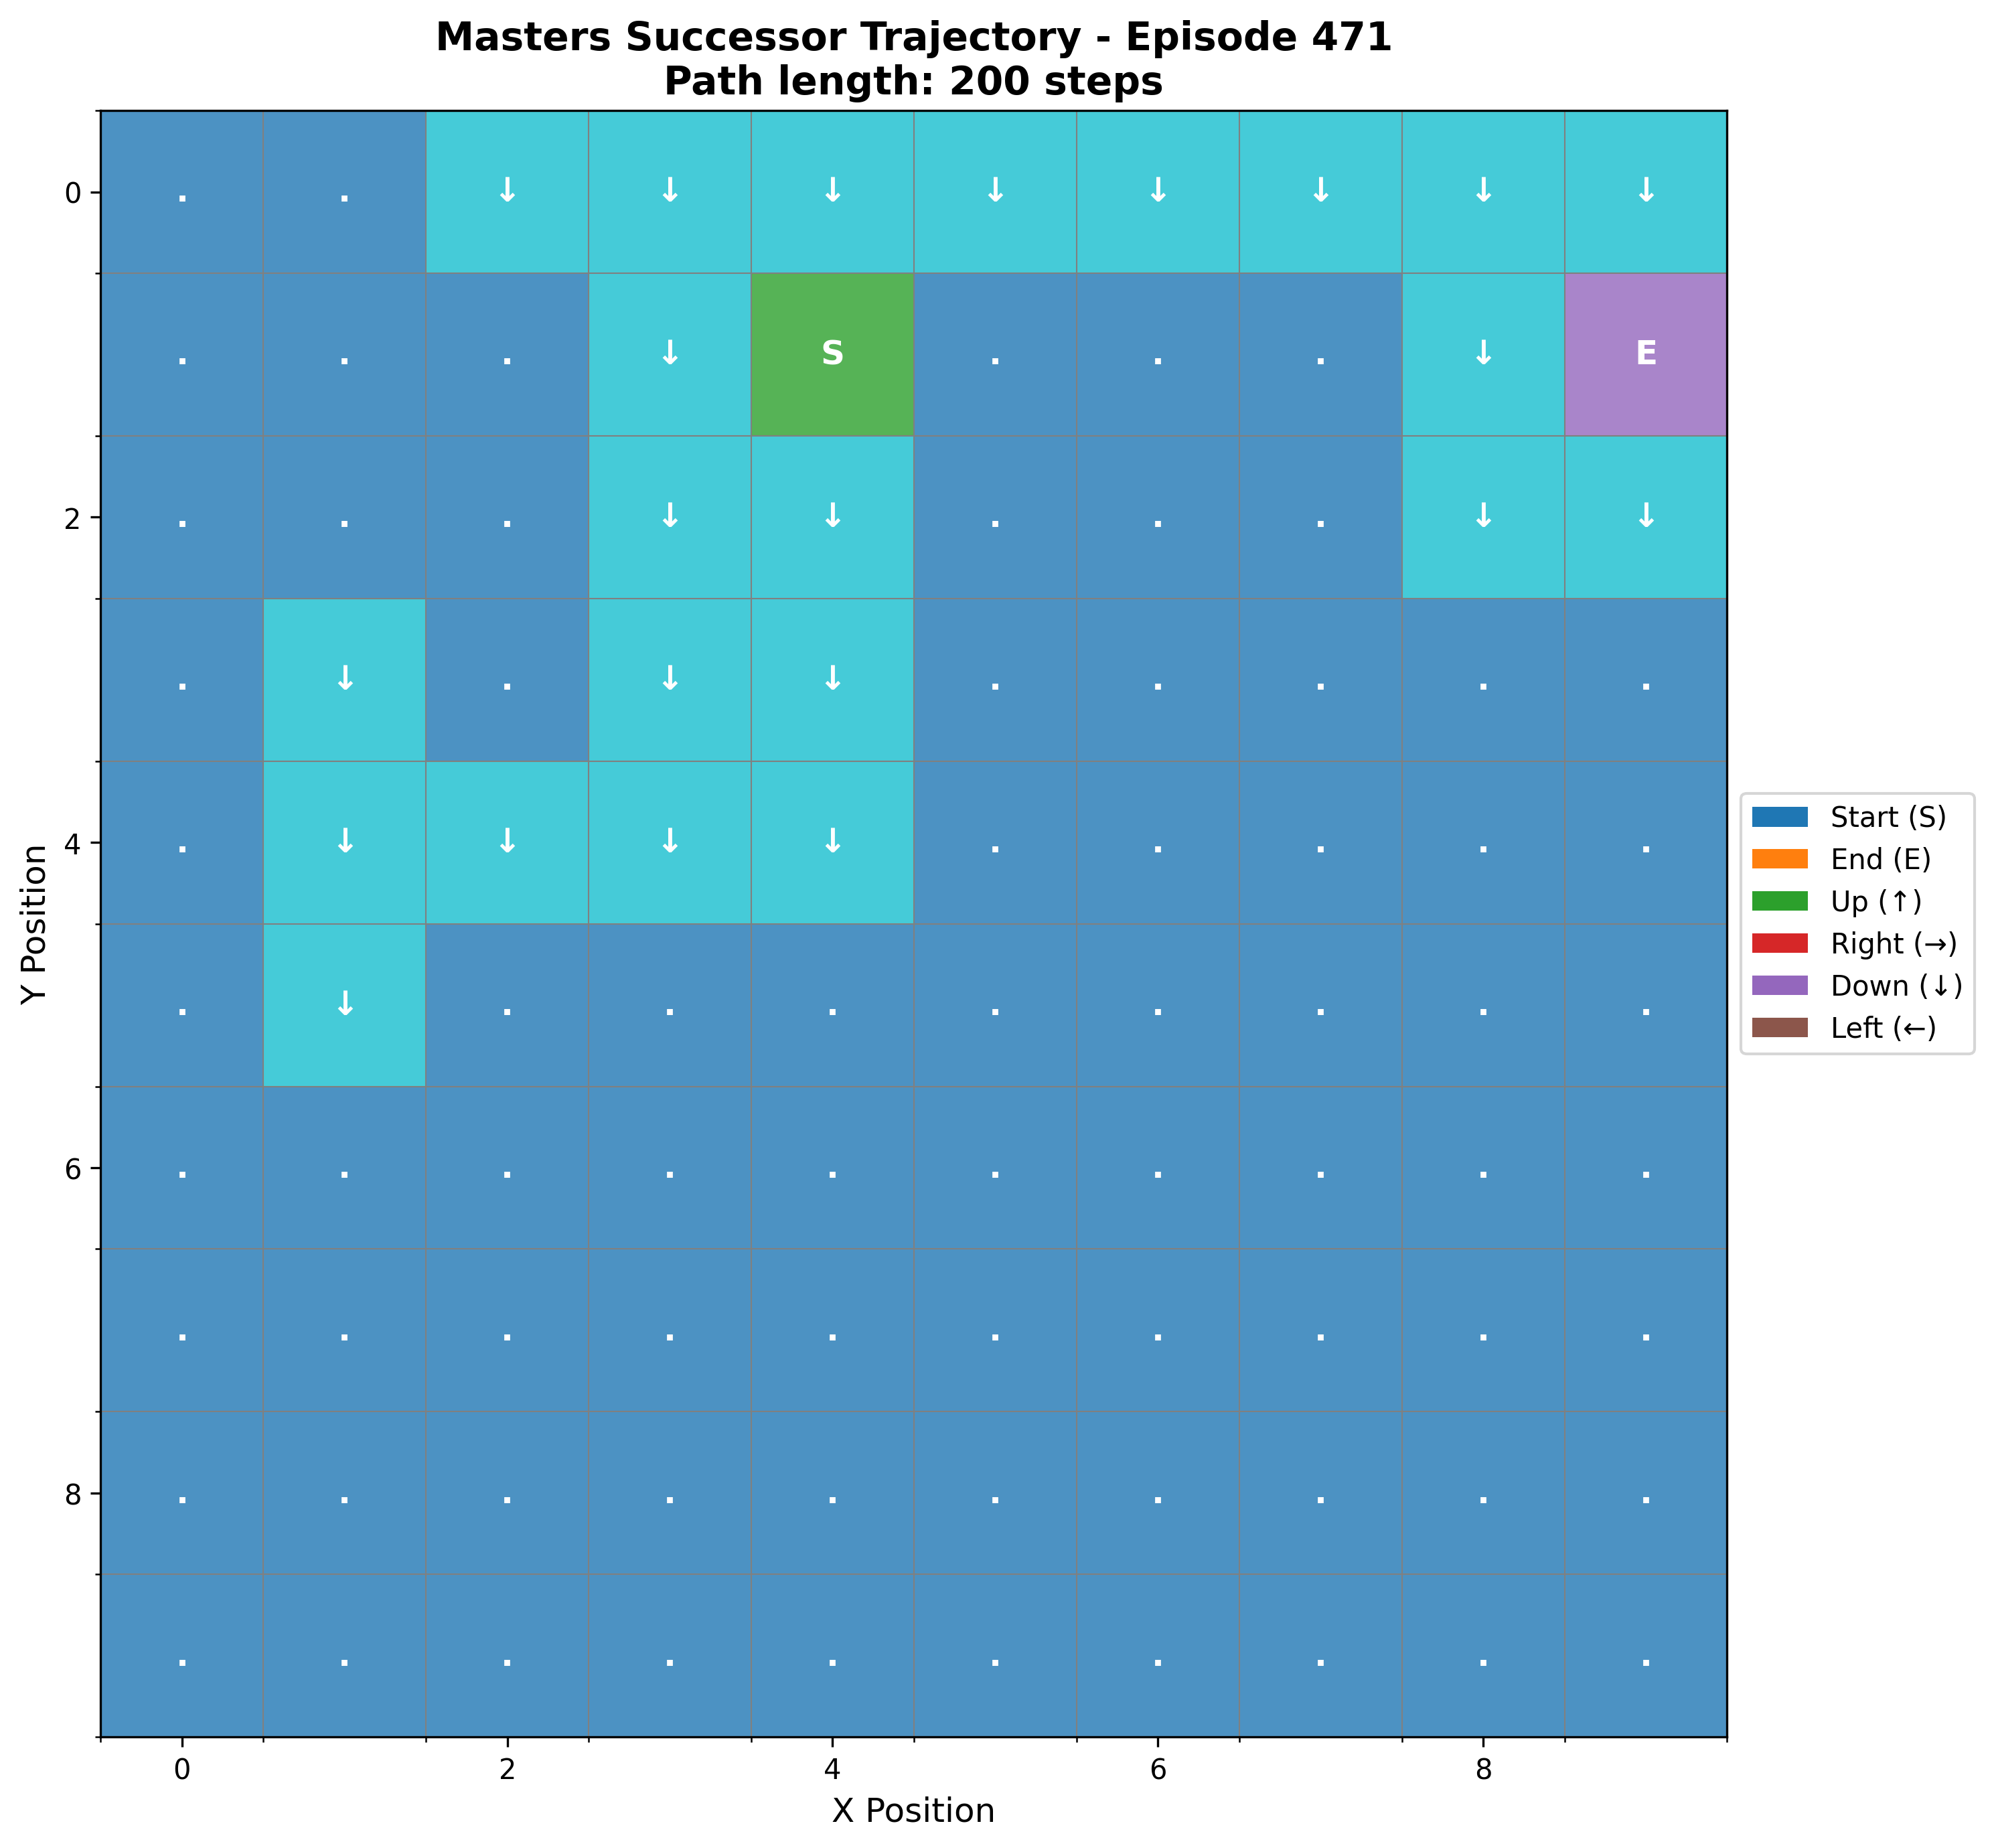 Masters Successor Trajectory - Episode 471
Path length: 200 steps
0 . . ↓ ↓ ↓ ↓ ↓ ↓ ↓ ↓
. . . ↓ S . . . ↓ E
2 . . . ↓ ↓ . . . ↓ ↓
. ↓ . ↓ ↓ . . . . .
4 . ↓ ↓ ↓ ↓ . . . . .
. ↓ . . . . . . . .
6 . . . . . . . . . .
. . . . . . . . . .
8 . . . . . . . . . .
. . . . . . . . . .
0 2 4 6 8
X Position
Y Position
Start (S)
End (E)
Up (↑)
Right (→)
Down (↓)
Left (←)